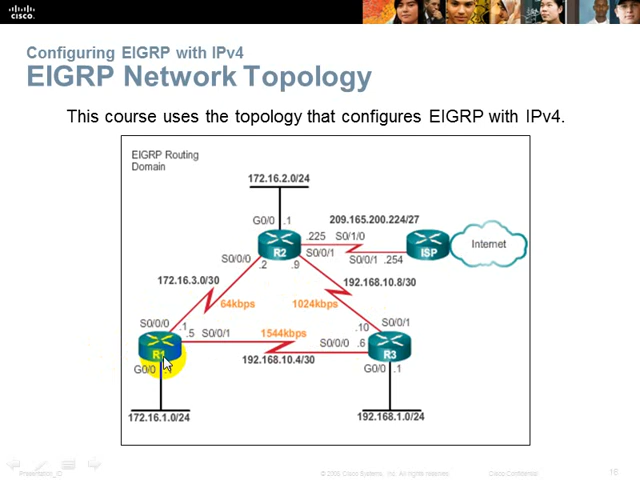 CISCO.
Configuring EIGRP with IPv4
EIGRP Network Topology
This course uses the topology that configures EIGRP with IPv4.
EIGRP Routing
Domain
172.16.2.0/24
G0/0 .1
209.165.200.224/27
.225 S0/1/0
R2
S0/0/1
ISP
Internet
S0/0/1 .254
S0/0/0
.2 .9
172.16.3.0/30
192.168.10.8/30
64kbps
1024kbps
S0/0/0 .1
.5 S0/0/1
1544kbps
.10 S0/0/1
S0/0/0 .6
R1
192.168.10.4/30
R3
G0/0
G0/0 .1
172.16.1.0/24
192.168.1.0/24
Presentation_ID
© 2008 Cisco Systems, Inc. All rights reserved.
Cisco Confidential
16